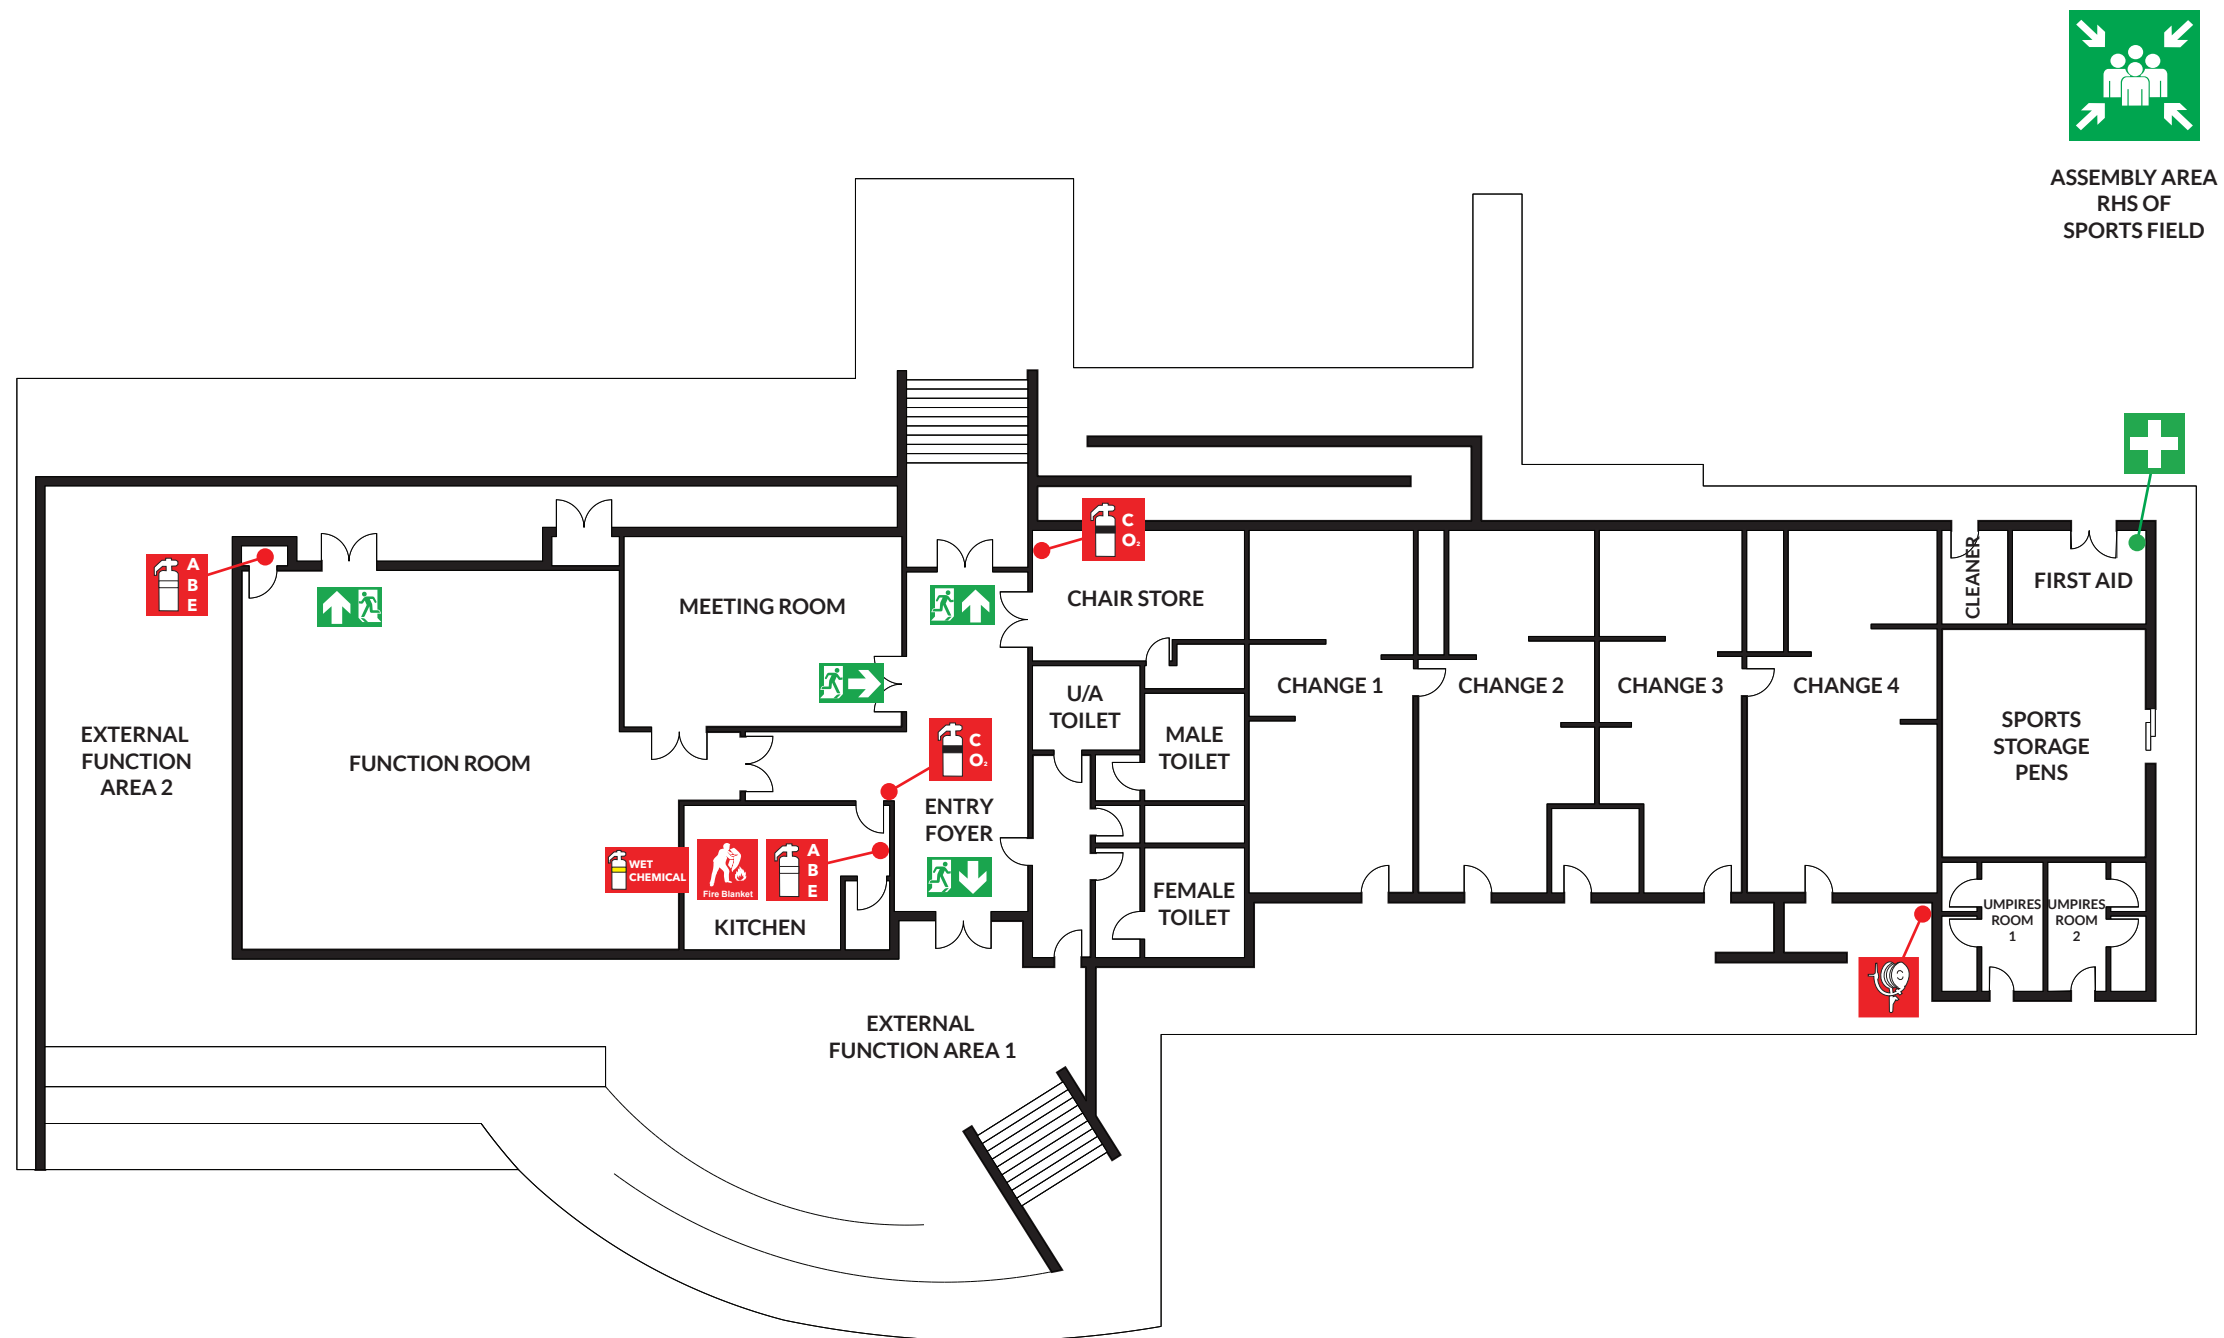 ASSEMBLY AREA
RHS OF
SPORTS FIELD
C
O₂
A
B
E
CLEANER
FIRST AID
MEETING ROOM
CHAIR STORE
U/A
TOILET
CHANGE 1
CHANGE 2
CHANGE 3
CHANGE 4
EXTERNAL
FUNCTION
AREA 2
FUNCTION ROOM
C
O₂
MALE
TOILET
SPORTS
STORAGE
PENS
ENTRY
FOYER
WET
CHEMICAL
Fire Blanket
A
B
E
KITCHEN
FEMALE
TOILET
UMPIRES
ROOM
1
UMPIRES
ROOM
2
EXTERNAL
FUNCTION AREA 1